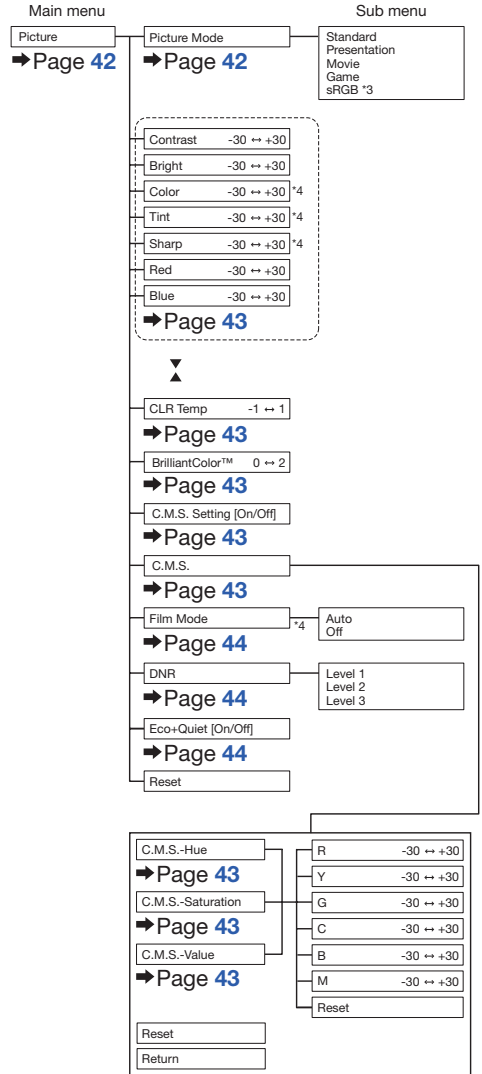 Main menu
Sub menu
Picture
➡Page 42
Picture Mode
➡Page 42
Standard
Presentation
Movie
Game
sRGB *3
Contrast -30 ↔ +30
Bright -30 ↔ +30
Color -30 ↔ +30 *4
Tint -30 ↔ +30 *4
Sharp -30 ↔ +30 *4
Red -30 ↔ +30
Blue -30 ↔ +30
➡Page 43
CLR Temp -1 ↔ 1
➡Page 43
BrilliantColor™ 0 ↔ 2
➡Page 43
C.M.S. Setting [On/Off]
➡Page 43
C.M.S.
➡Page 43
Film Mode *4
➡Page 44
Auto
Off
DNR
➡Page 44
Level 1
Level 2
Level 3
Eco+Quiet [On/Off]
➡Page 44
Reset
C.M.S.-Hue
➡Page 43
C.M.S.-Saturation
➡Page 43
C.M.S.-Value
➡Page 43
R -30 ↔ +30
Y -30 ↔ +30
G -30 ↔ +30
C -30 ↔ +30
B -30 ↔ +30
M -30 ↔ +30
Reset
Reset
Return